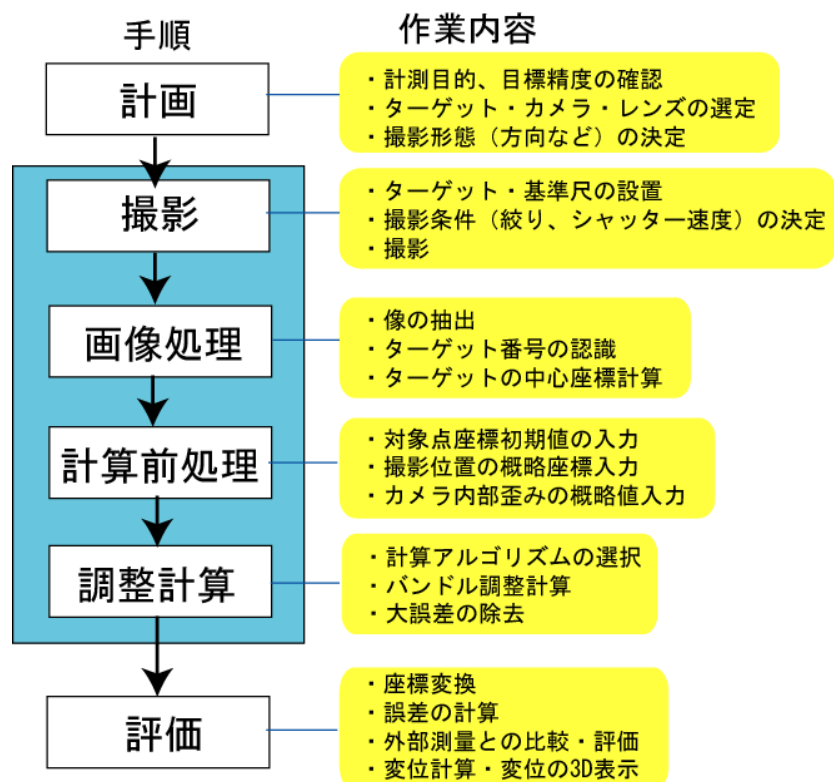 手順
作業内容
計画
・計測目的、目標精度の確認
・ターゲット・カメラ・レンズの選定
・撮影形態（方向など）の決定
撮影
・ターゲット・基準尺の設置
・撮影条件（絞り、シャッター速度）の決定
・撮影
画像処理
・像の抽出
・ターゲット番号の認識
・ターゲットの中心座標計算
計算前処理
・対象点座標初期値の入力
・撮影位置の概略座標入力
・カメラ内部歪みの概略値入力
調整計算
・計算アルゴリズムの選択
・バンドル調整計算
・大誤差の除去
評価
・座標変換
・誤差の計算
・外部測量との比較・評価
・変位計算・変位の3D表示